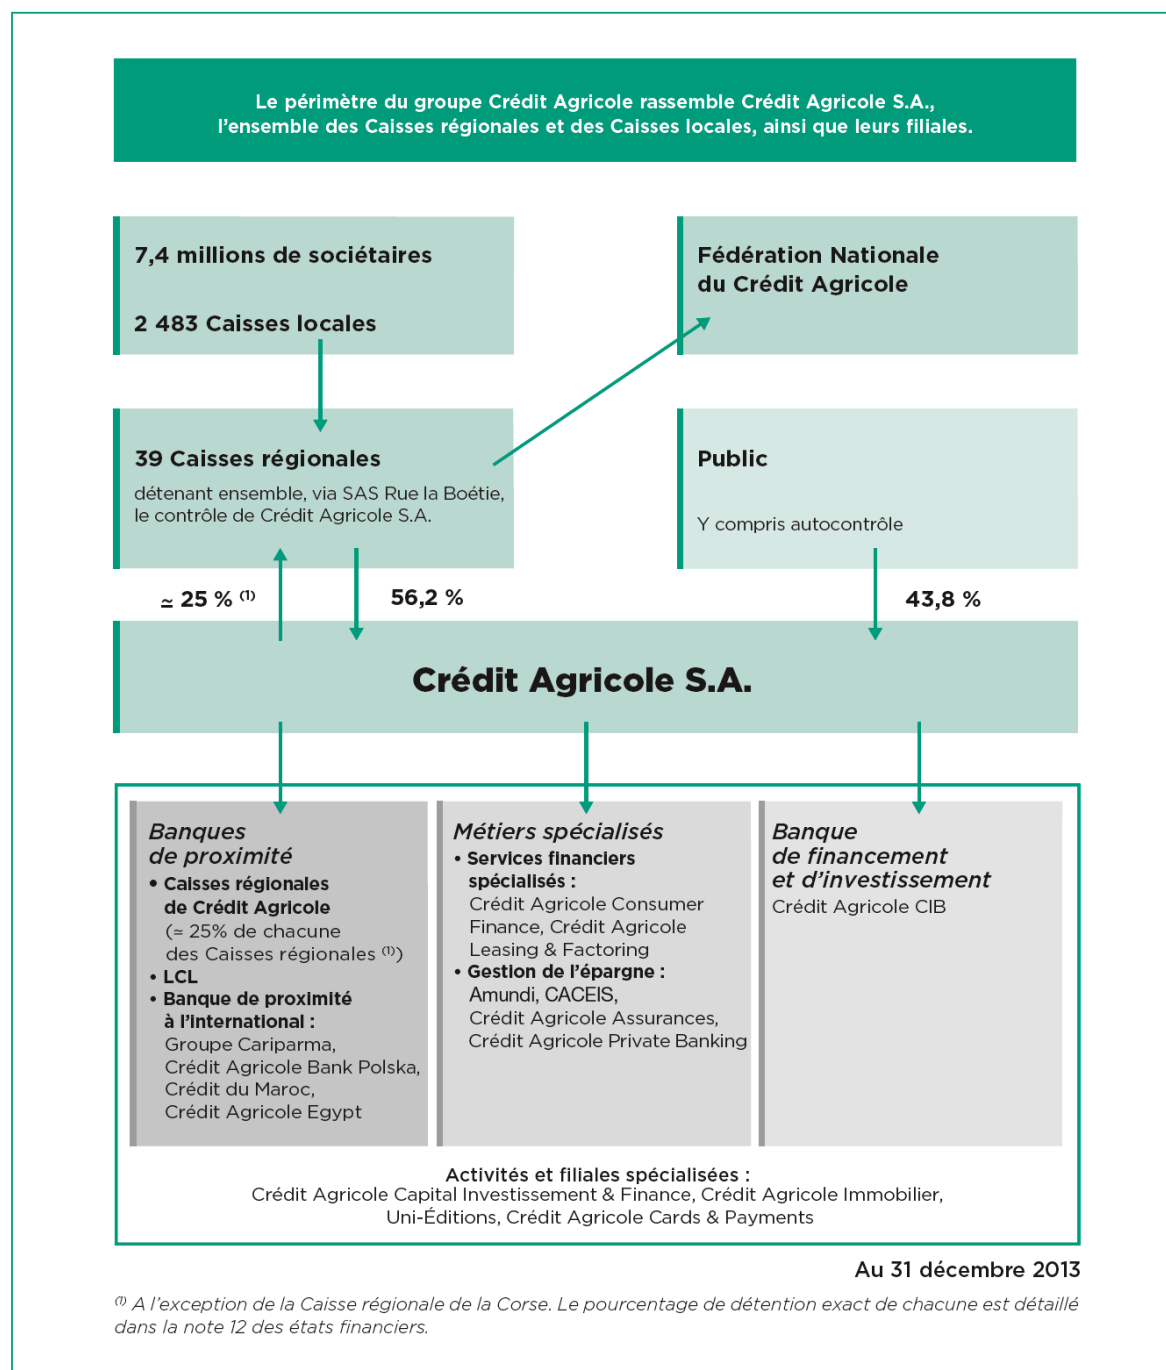 Le périmètre du groupe Crédit Agricole rassemble Crédit Agricole S.A.,
l’ensemble des Caisses régionales et des Caisses locales, ainsi que leurs filiales.
7,4 millions de sociétaires
2 483 Caisses locales
Fédération Nationale
du Crédit Agricole
39 Caisses régionales
détenant ensemble, via SAS Rue la Boétie,
le contrôle de Crédit Agricole S.A.
Public
Y compris autocontrôle
≃ 25 % (1)
56,2 %
43,8 %
Crédit Agricole S.A.
Banques
de proximité
• Caisses régionales
de Crédit Agricole
(≃ 25% de chacune
des Caisses régionales (1))
• LCL
• Banque de proximité
à l’international :
Groupe Cariparma,
Crédit Agricole Bank Polska,
Crédit du Maroc,
Crédit Agricole Egypt
Métiers spécialisés
• Services financiers
spécialisés :
Crédit Agricole Consumer
Finance, Crédit Agricole
Leasing & Factoring
• Gestion de l’épargne :
Amundi, CACEIS,
Crédit Agricole Assurances,
Crédit Agricole Private Banking
Banque
de financement
et d’investissement
Crédit Agricole CIB
Activités et filiales spécialisées :
Crédit Agricole Capital Investissement & Finance, Crédit Agricole Immobilier,
Uni-Éditions, Crédit Agricole Cards & Payments
Au 31 décembre 2013
(1) A l’exception de la Caisse régionale de la Corse. Le pourcentage de détention exact de chacune est détaillé
dans la note 12 des états financiers.